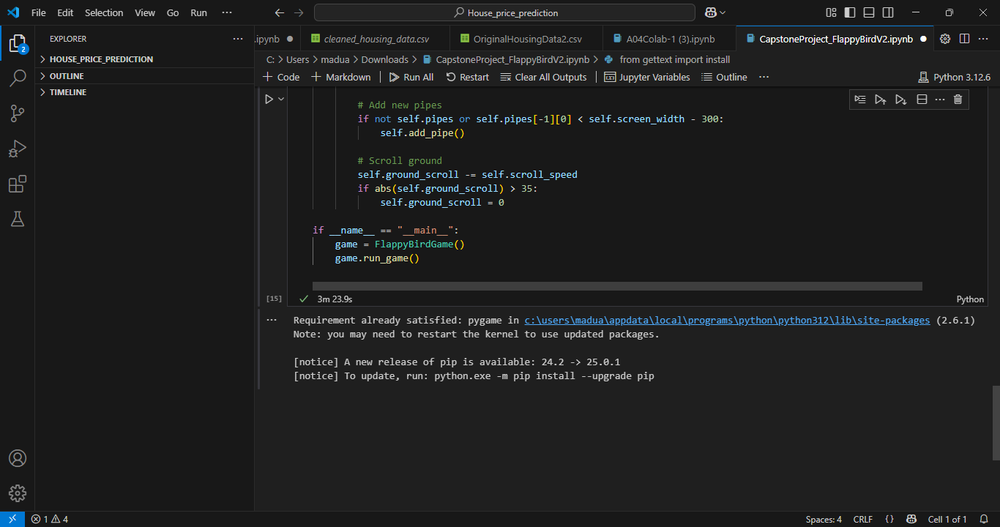 File Edit Selection View Go Run ··· House_price_prediction
EXPLORER ···
HOUSE_PRICE_PREDICTION
OUTLINE
TIMELINE
2
.ipynb cleaned_housing_data.csv OriginalHousingData2.csv A04Colab-1 (3).ipynb CapstoneProject_FlappyBirdV2.ipynb ···
C: > Users > madua > Downloads > CapstoneProject_FlappyBirdV2.ipynb > from gettext import install
+ Code + Markdown | Run All Restart Clear All Outputs | Jupyter Variables Outline ··· Python 3.12.6
# Add new pipes
if not self.pipes or self.pipes[-1][0] < self.screen_width - 300:
self.add_pipe()
# Scroll ground
self.ground_scroll -= self.scroll_speed
if abs(self.ground_scroll) > 35:
self.ground_scroll = 0
if __name__ == "__main__":
game = FlappyBirdGame()
game.run_game()
[15] ✓ 3m 23.9s Python
··· Requirement already satisfied: pygame in c:\users\madua\appdata\local\programs\python\python312\lib\site-packages (2.6.1)
Note: you may need to restart the kernel to use updated packages.
[notice] A new release of pip is available: 24.2 -> 25.0.1
[notice] To update, run: python.exe -m pip install --upgrade pip
1 4 Spaces: 4 CRLF {} Cell 1 of 1